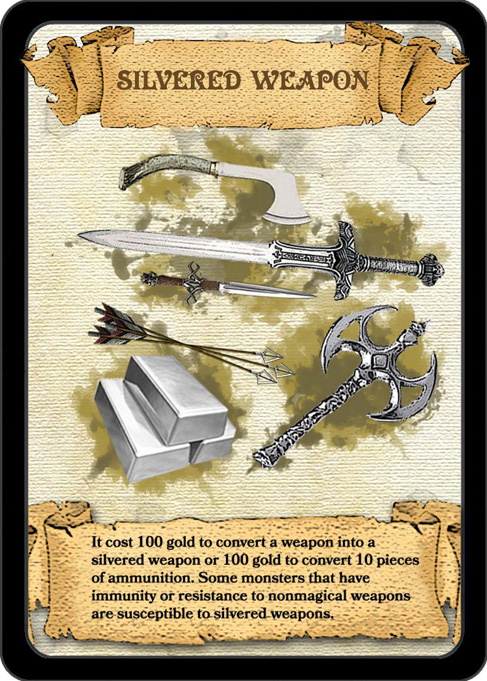 SILVERED WEAPON
It cost 100 gold to convert a weapon into a
silvered weapon or 100 gold to convert 10 pieces
of ammunition. Some monsters that have
immunity or resistance to nonmagical weapons
are susceptible to silvered weapons.